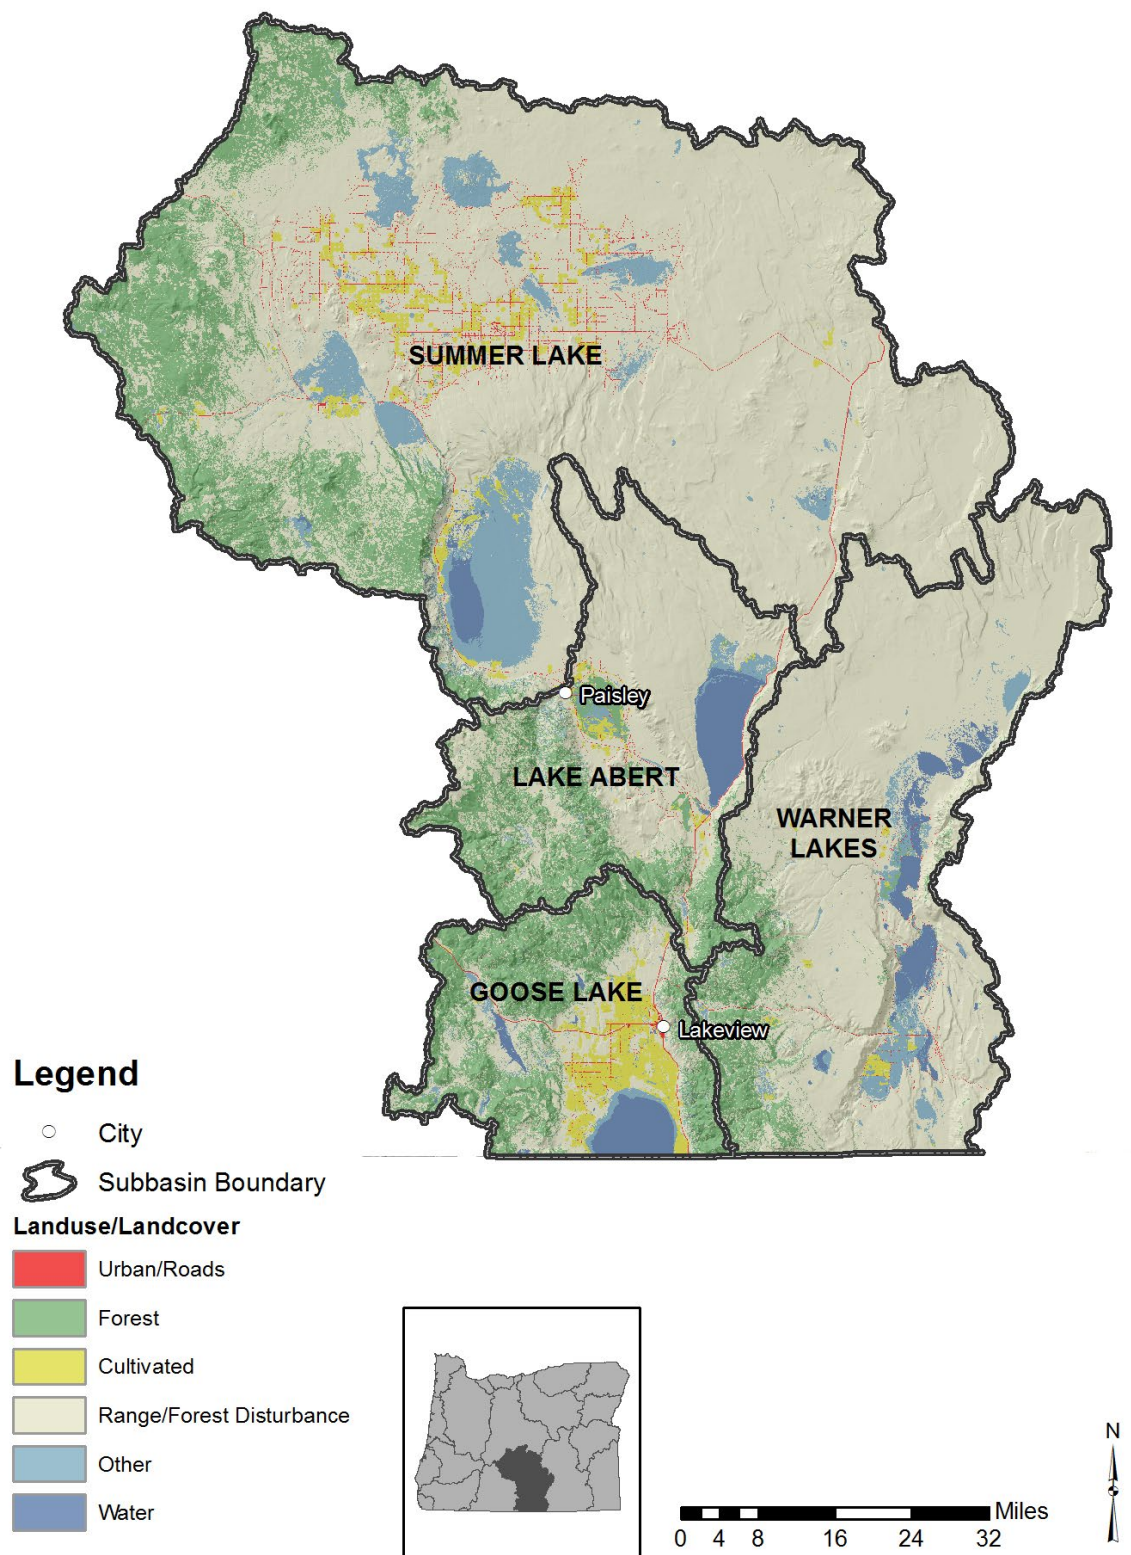 SUMMER LAKE
Paisley
LAKE ABERT
WARNER
LAKES
GOOSE LAKE
Lakeview
Legend
City
Subbasin Boundary
Landuse/Landcover
Urban/Roads
Forest
Cultivated
Range/Forest Disturbance
Other
Water
N
Miles
0 4 8 16 24 32